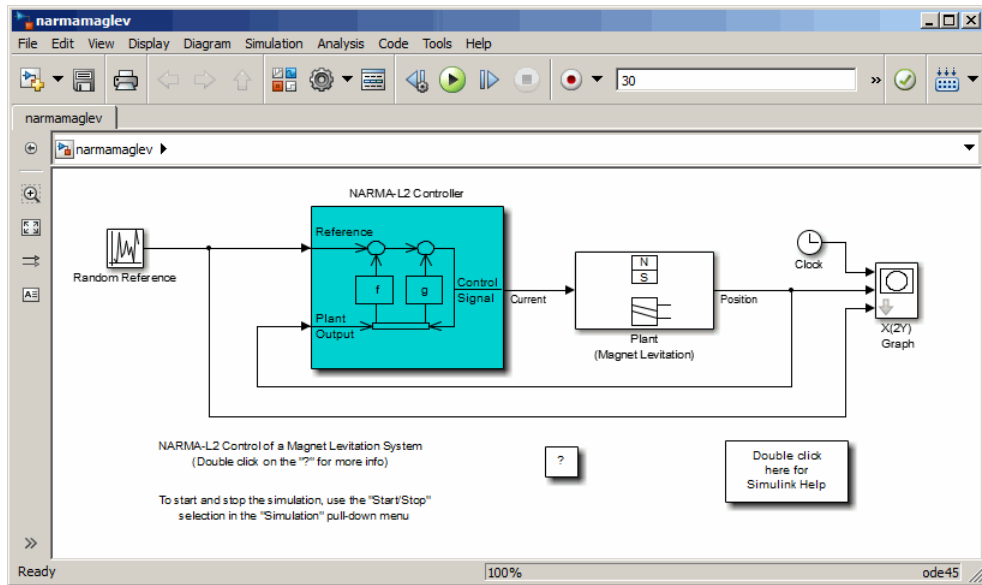 narmamaglev
File Edit View Display Diagram Simulation Analysis Code Tools Help
30
»
narmamaglev
narmamaglev
NARMA-L2 Controller
Reference
f
g
Control
Signal
Plant
Output
Random Reference
Current
N
S
Plant
(Magnet Levitation)
Position
Clock
X(2Y)
Graph
NARMA-L2 Control of a Magnet Levitation System
(Double click on the "?" for more info)
To start and stop the simulation, use the "Start/Stop"
selection in the "Simulation" pull-down menu
?
Double click
here for
Simulink Help
Ready
100%
ode45